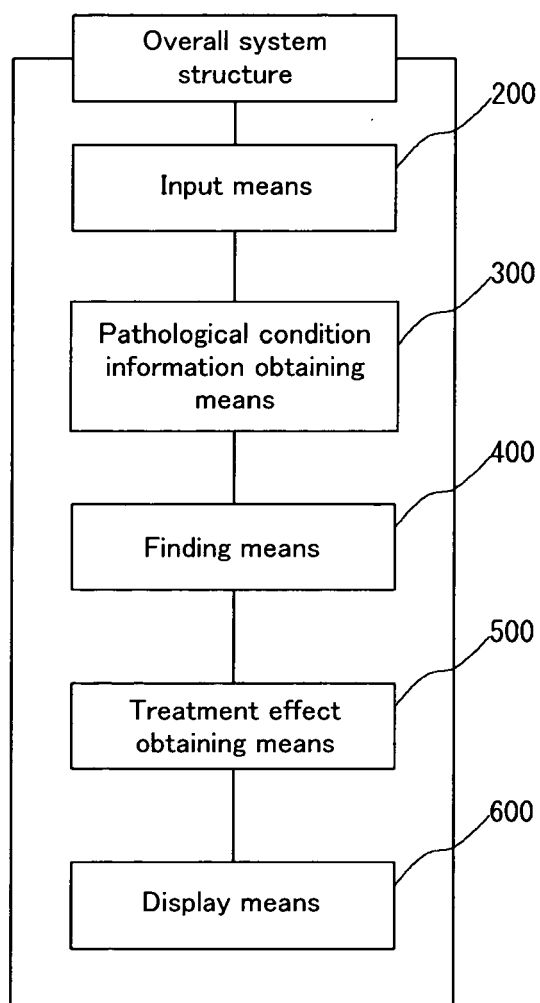 Overall system
structure
200
Input means
300
Pathological condition
information obtaining
means
400
Finding means
500
Treatment effect
obtaining means
600
Display means